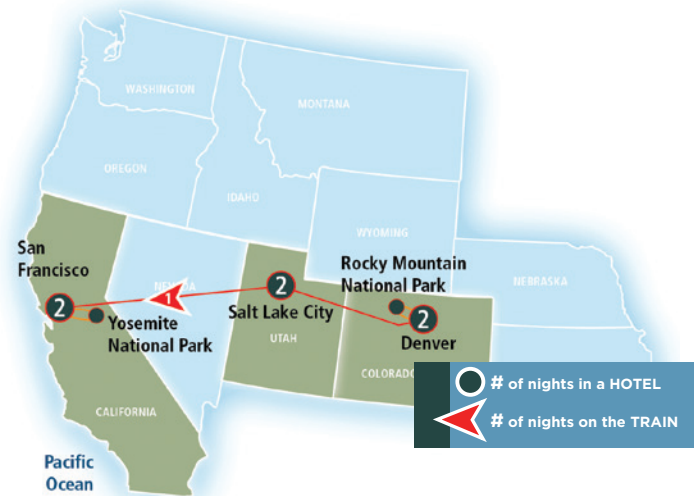 WASHINGTON
MONTANA
OREGON
IDAHO
WYOMING
San
Francisco
Rocky Mountain
National Park
NEBRASKA
2
1
2
2
Salt Lake City
Yosemite
National Park
Denver
UTAH
COLORADO
CALIFORNIA
# of nights in a HOTEL
# of nights on the TRAIN
Pacific
Ocean